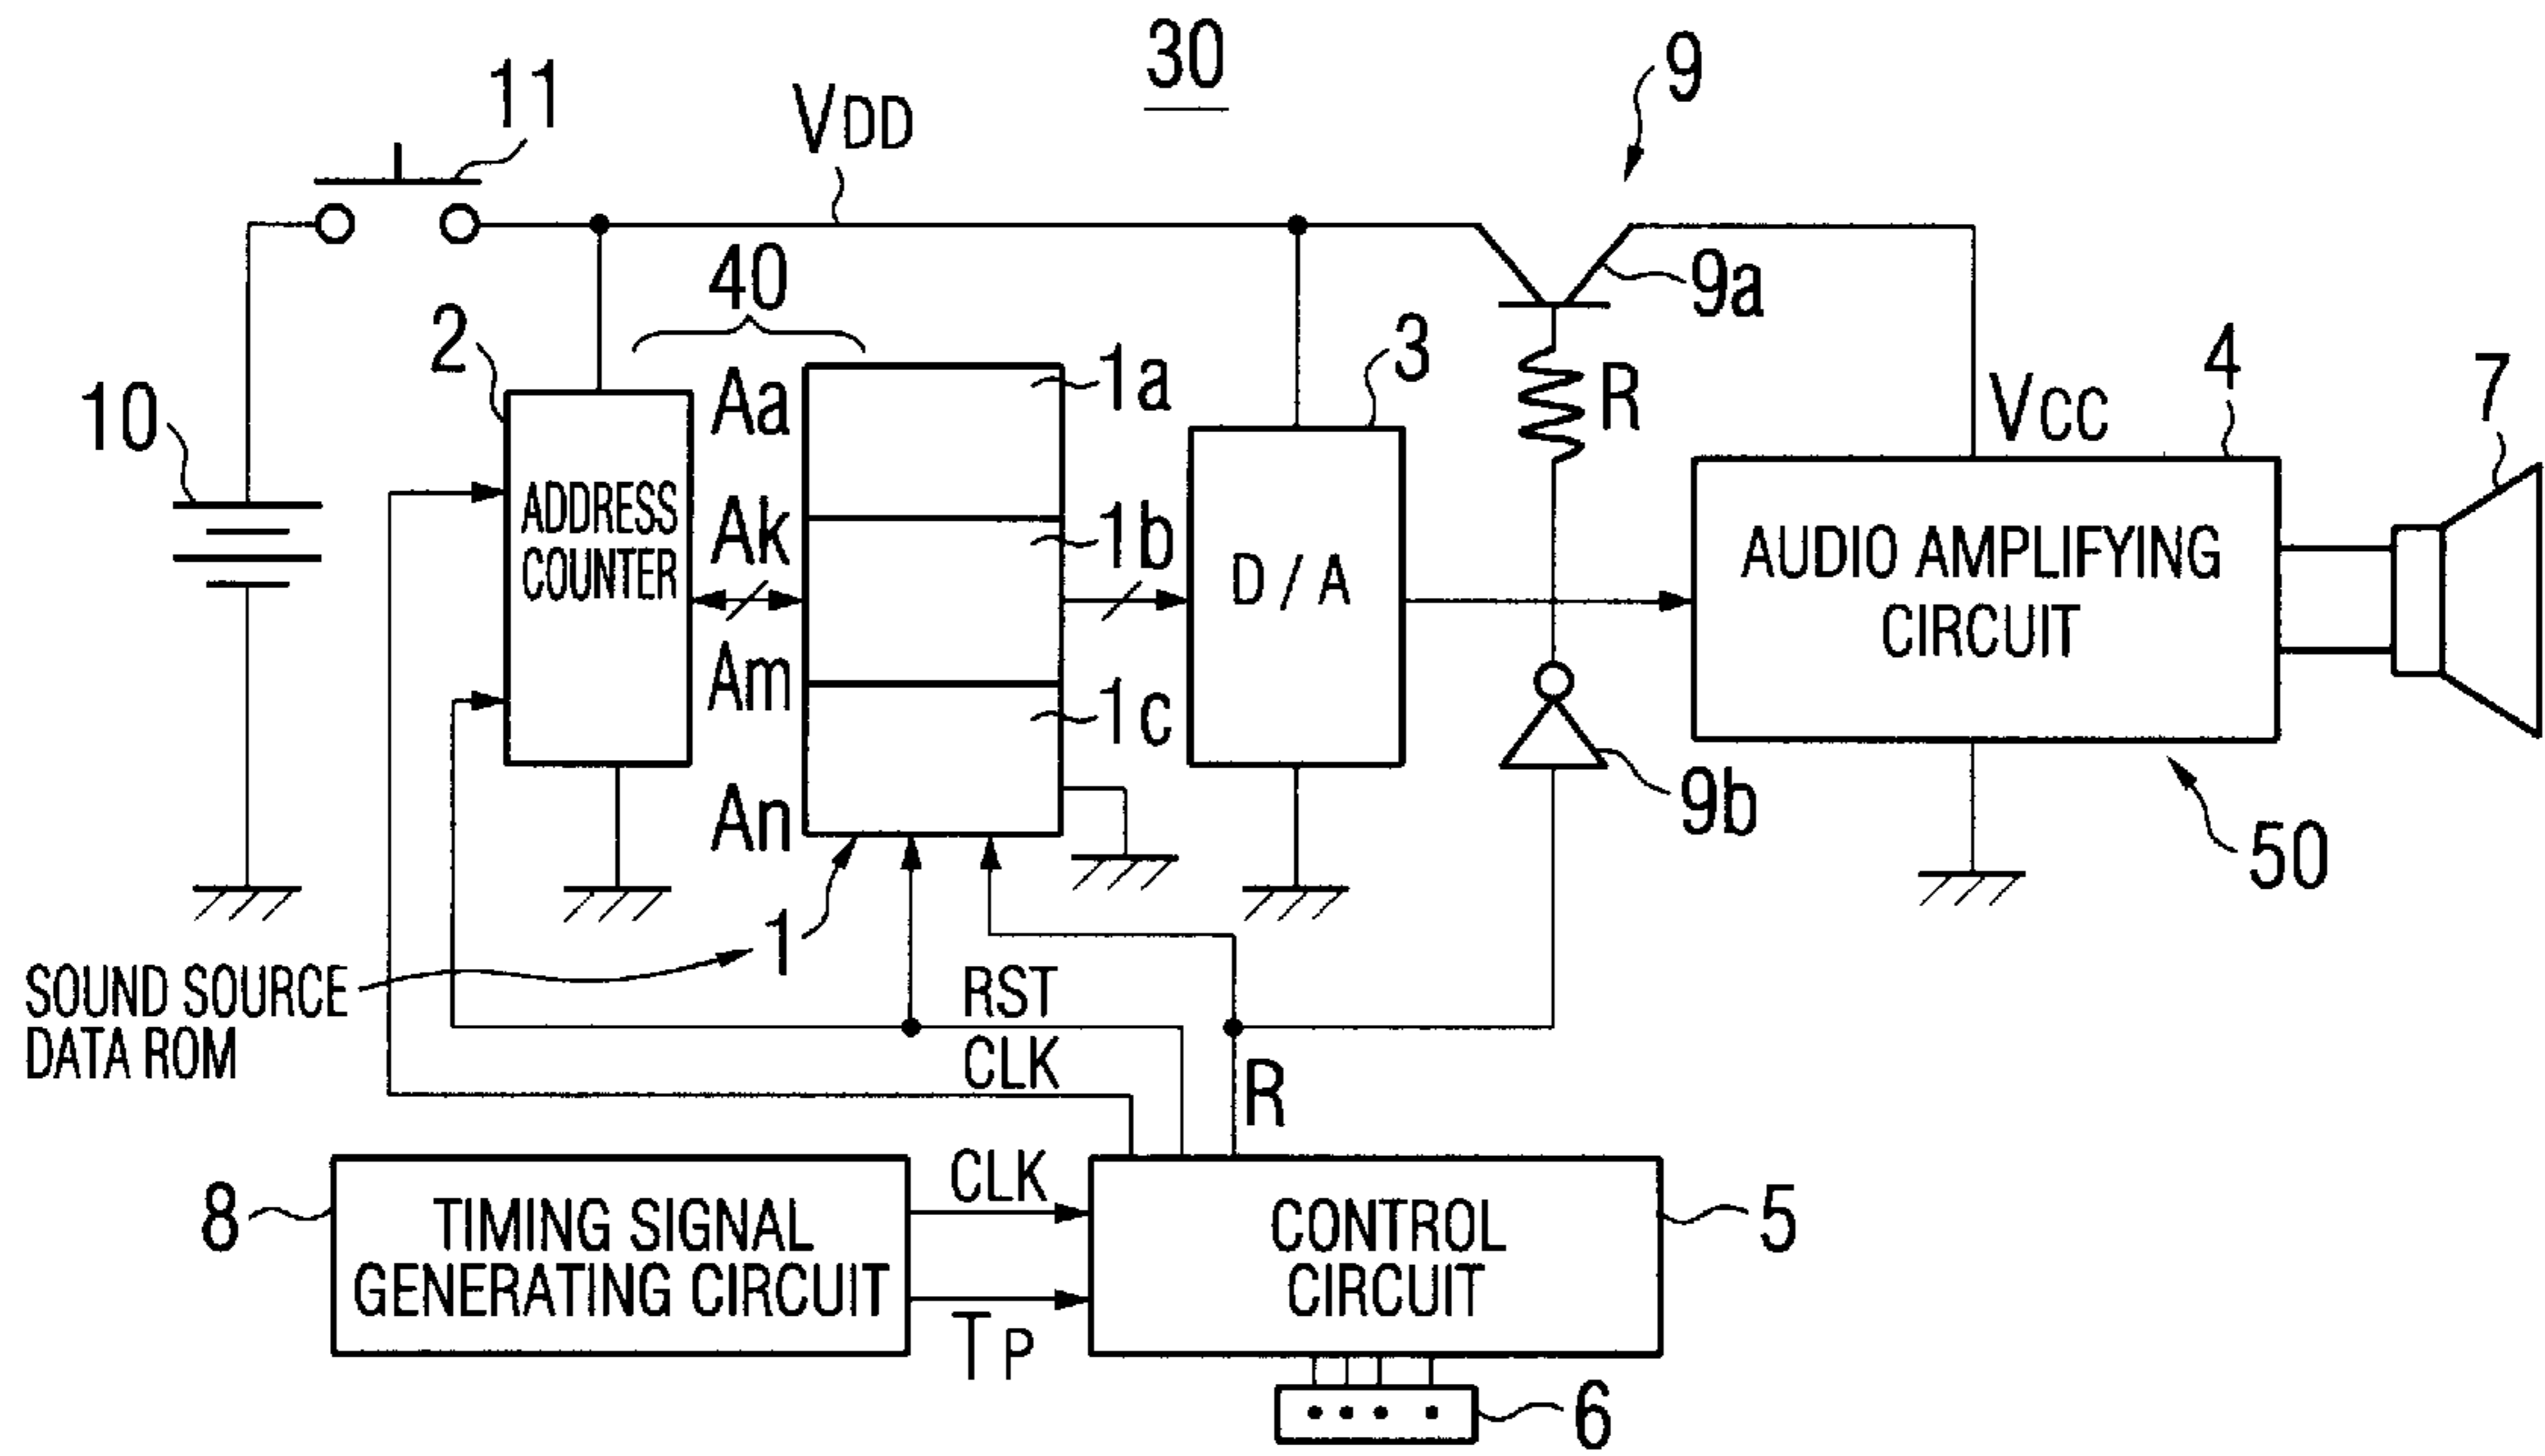 30
9
11
VDD
40
9a
2
Aa
1a
3
R
4
7
10
VCC
ADDRESS
COUNTER
Ak
1b
D / A
AUDIO AMPLIFYING
CIRCUIT
Am
1c
An
9b
50
1
SOUND SOURCE
DATA ROM
RST
CLK
R
8
TIMING SIGNAL
GENERATING CIRCUIT
CLK
TP
CONTROL
CIRCUIT
5
6